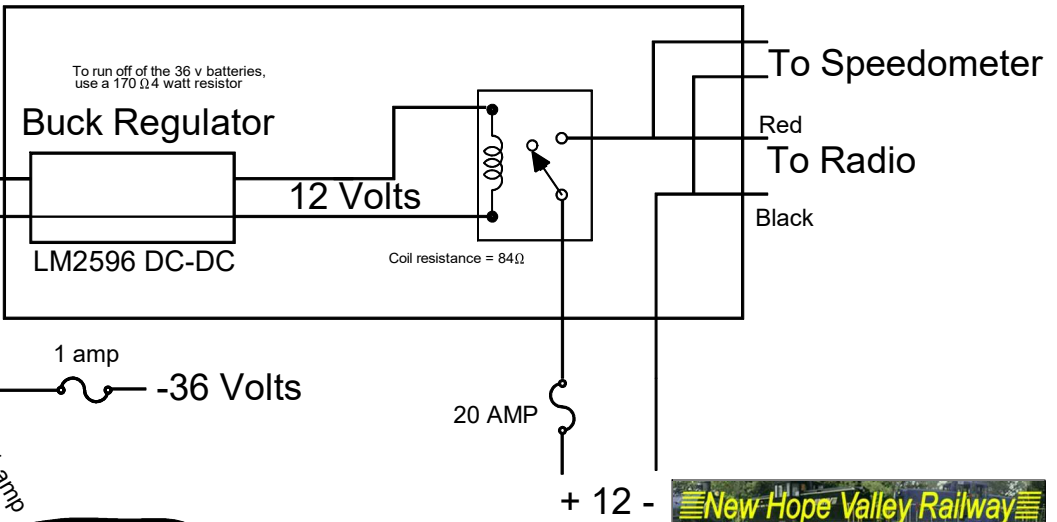 To run off of the 36 v batteries,
use a 170 Ω 4 watt resistor
Buck Regulator
12 Volts
LM2596 DC-DC
Coil resistance = 84Ω
To Speedometer
Red
To Radio
Black
1 amp
-36 Volts
20 AMP
amp
+ 12 -
New Hope Valley Railway